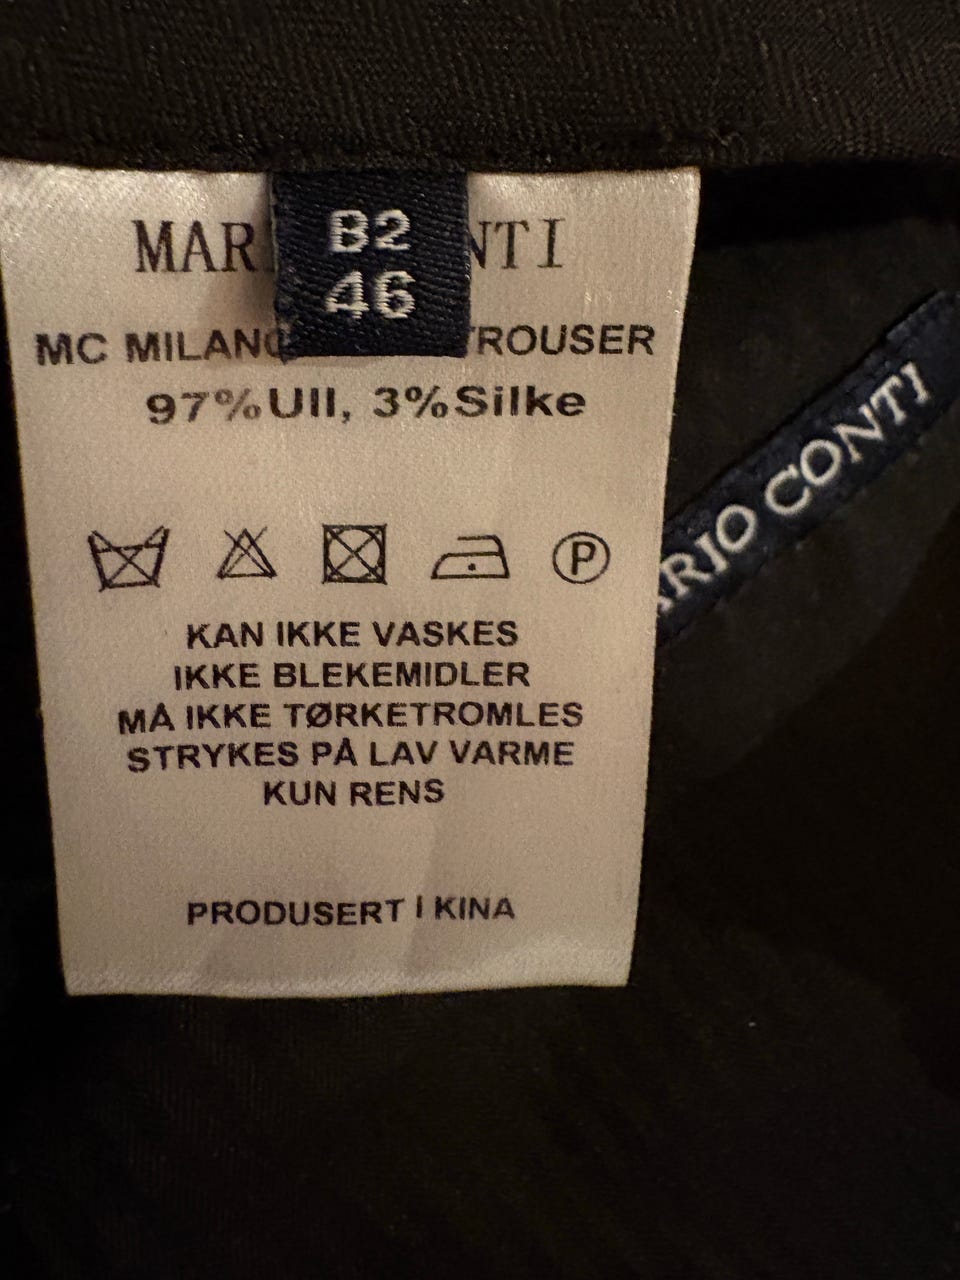 B2
46
MAR NTI
MC MILANO TROUSER
97%Ull, 3%Silke
P
KAN IKKE VASKES
IKKE BLEKEMIDLER
MÅ IKKE TØRKETROMLES
STRYKES PÅ LAV VARME
KUN RENS
PRODUSERT I KINA
ARIO CONTI